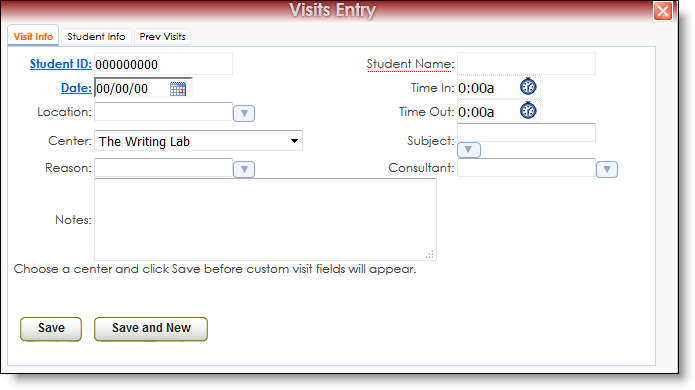 Visits Entry
Visit Info Student Info Prev Visits
Student ID: 000000000 Student Name:
Date: 00/00/00 Time In: 0:00a
Location: Time Out: 0:00a
Center: The Writing Lab Subject:
Reason: Consultant:
Notes:
Choose a center and click Save before custom visit fields will appear.
Save Save and New